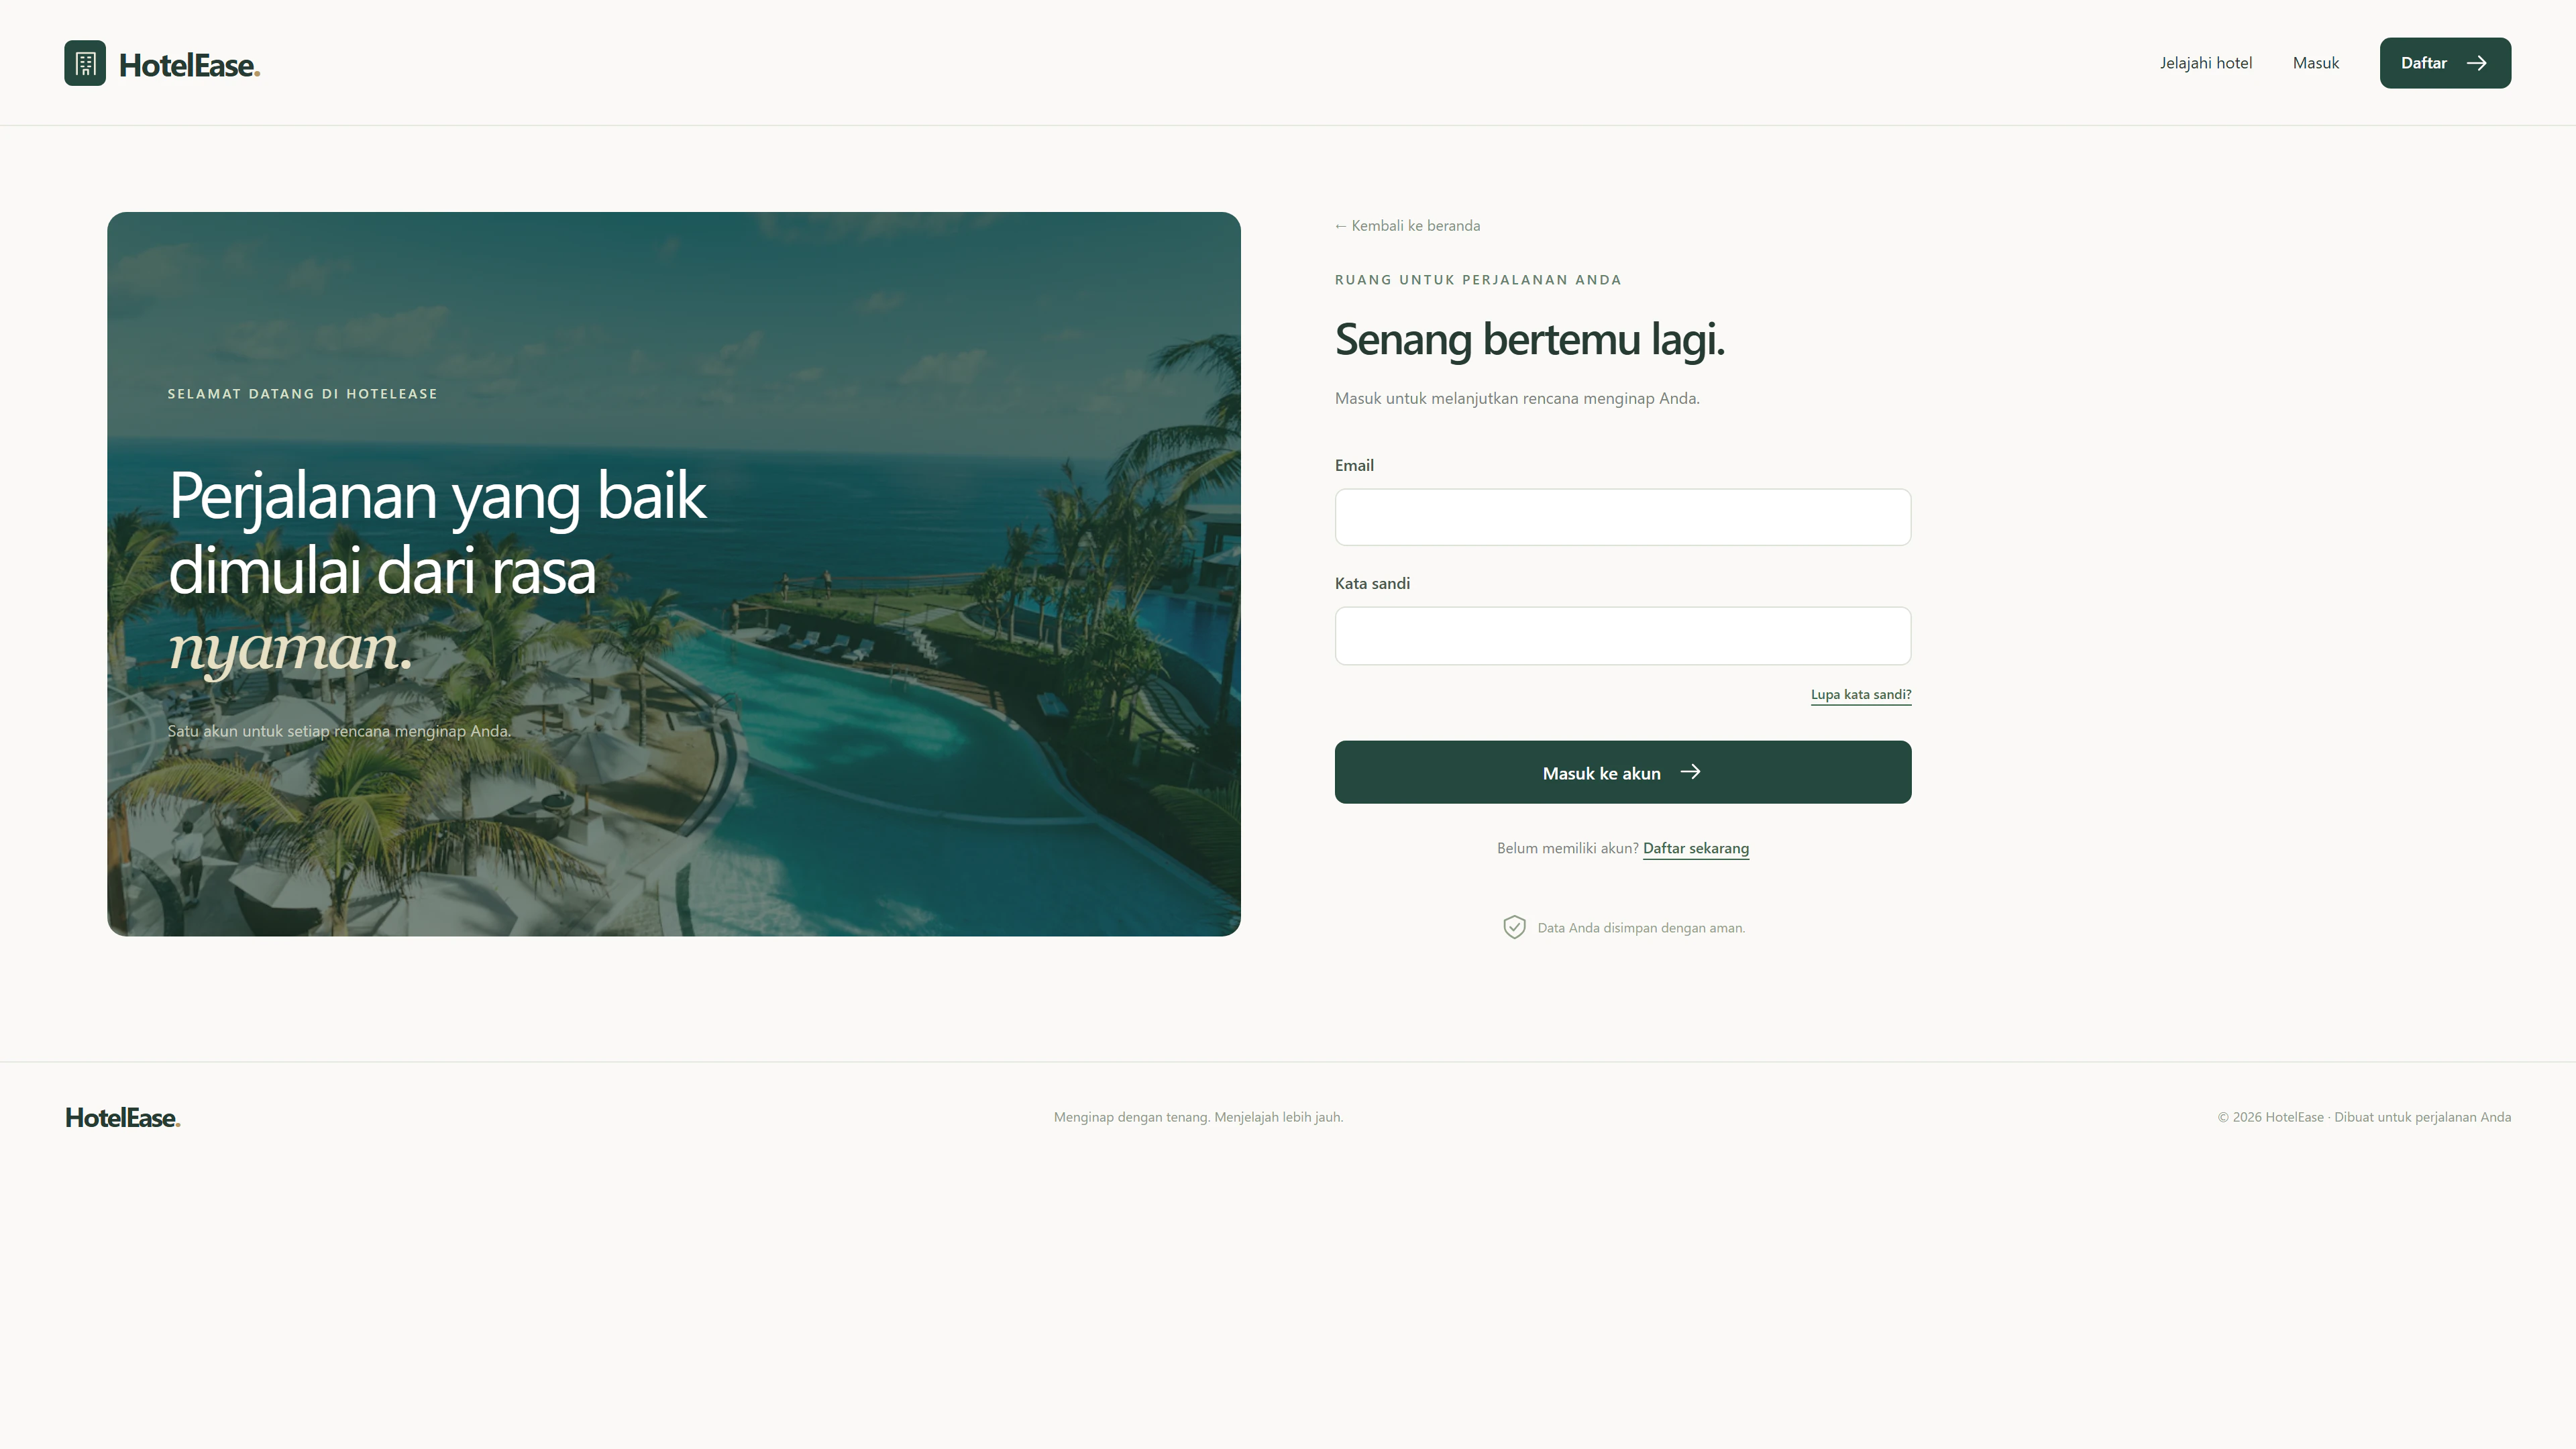 HotelEase.
Jelajahi hotel
Masuk
Daftar →
SELAMAT DATANG DI HOTELEASE
Perjalanan yang baik
dimulai dari rasa
nyaman.
Satu akun untuk setiap rencana menginap Anda.
← Kembali ke beranda
RUANG UNTUK PERJALANAN ANDA
Senang bertemu lagi.
Masuk untuk melanjutkan rencana menginap Anda.
Email
Kata sandi
Lupa kata sandi?
Masuk ke akun →
Belum memiliki akun? Daftar sekarang
Data Anda disimpan dengan aman.
HotelEase.
Menginap dengan tenang. Menjelajah lebih jauh.
© 2026 HotelEase · Dibuat untuk perjalanan Anda